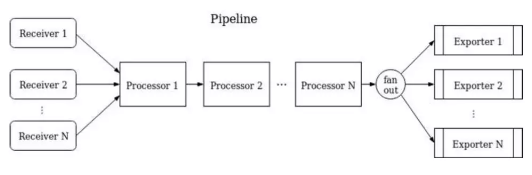 Pipeline
Receiver 1
Receiver 2
⋮
Receiver N
Processor 1
Processor 2
...
Processor N
fan
out
Exporter 1
Exporter 2
⋮
Exporter N